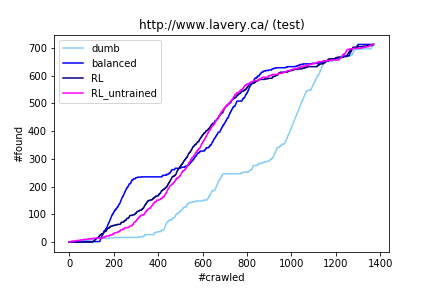 http://www.lavery.ca/ (test)
dumb
balanced
RL
RL_untrained
#found
700
600
500
400
300
200
100
0
0 200 400 600 800 1000 1200 1400
#crawled